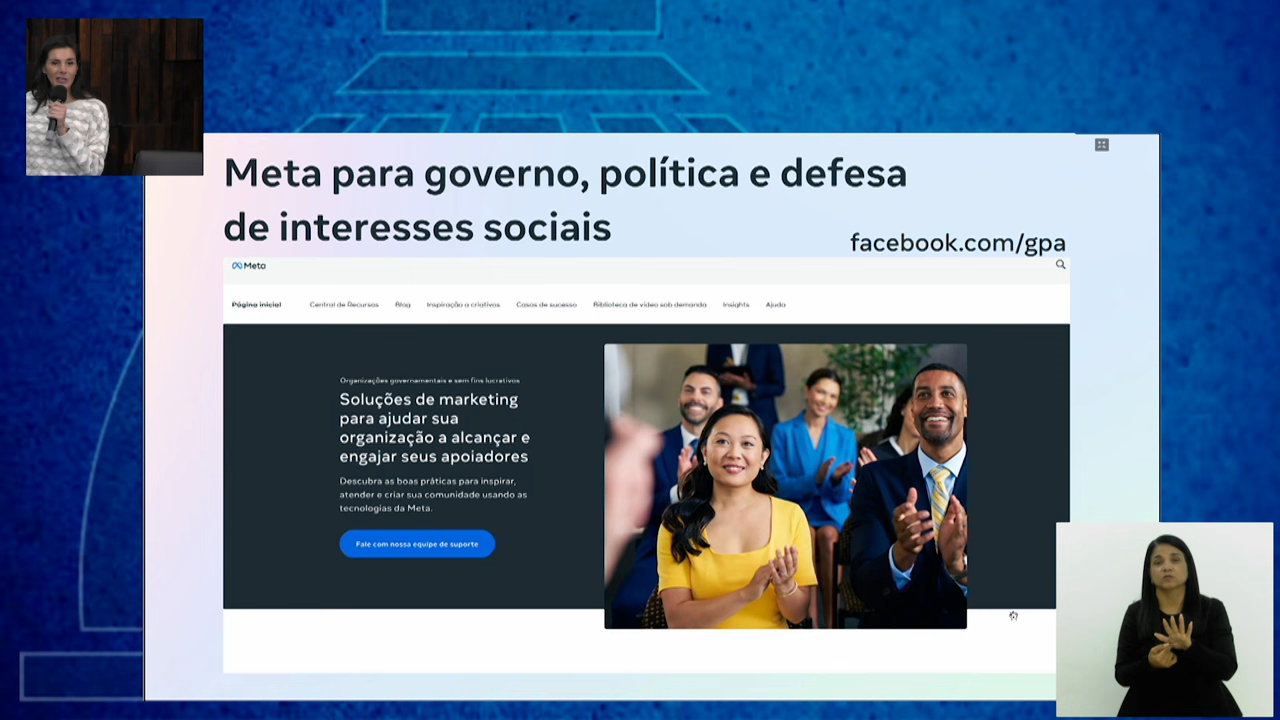 Meta para governo, política e defesa
de interesses sociais
facebook.com/gpa
Meta
Página inicial Central de Recursos Blog Inspiração a criativos Casos de sucesso Biblioteca de vídeo sob demanda Insights Ajuda
Organizações governamentais e sem fins lucrativos
Soluções de marketing
para ajudar sua
organização a alcançar e
engajar seus apoiadores
Descubra as boas práticas para inspirar,
atender e criar sua comunidade usando as
tecnologias da Meta.
Fale com nossa equipe de suporte